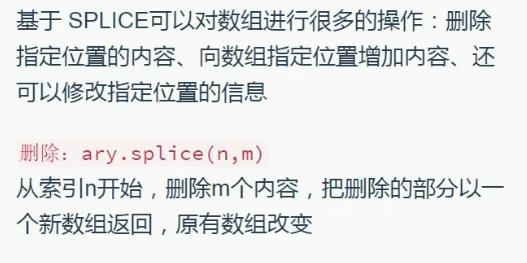 基于 SPLICE可以对数组进行很多的操作：删除
指定位置的内容、向数组指定位置增加内容、还
可以修改指定位置的信息
删除：ary.splice(n,m)
从索引n开始，删除m个内容，把删除的部分以一
个新数组返回，原有数组改变